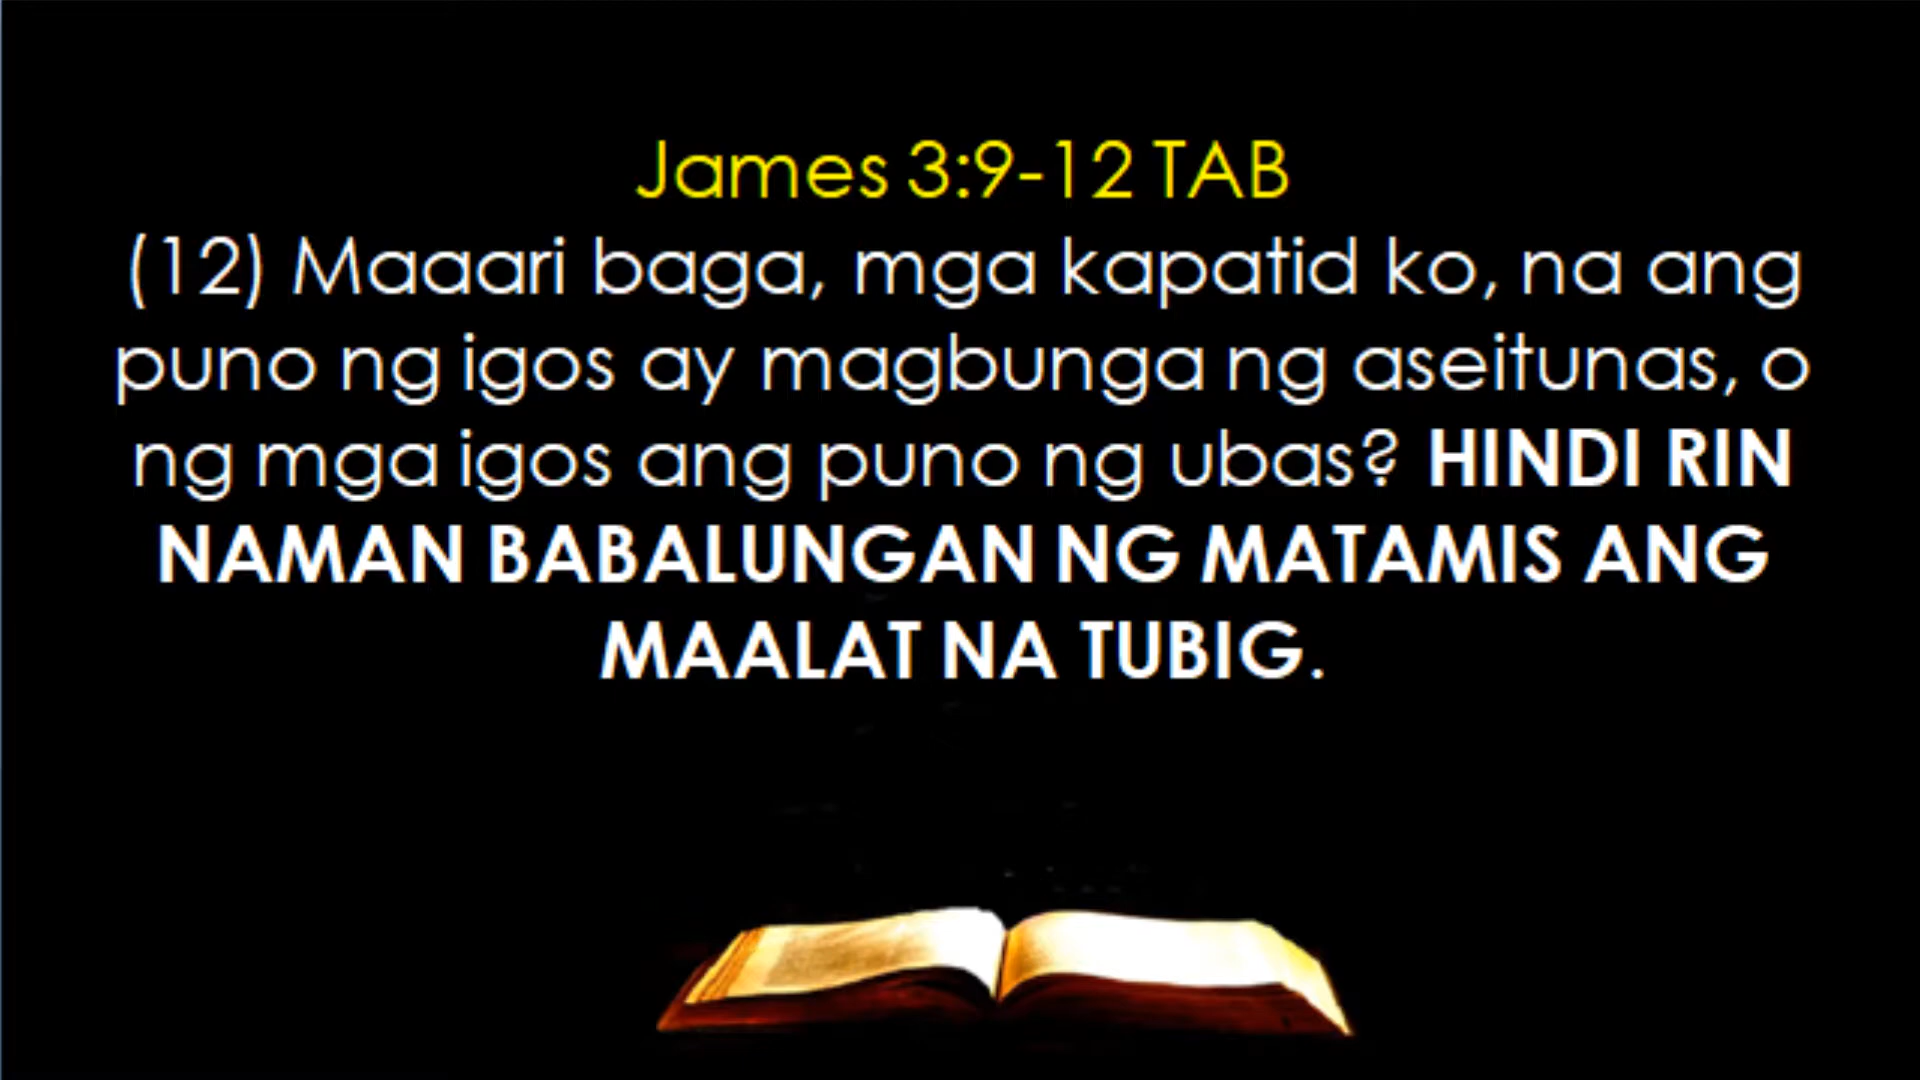 James 3:9-12 TAB
(12) Maaari baga, mga kapatid ko, na ang
puno ng igos ay magbunga ng aseitunas, o
ng mga igos ang puno ng ubas? HINDI RIN
NAMAN BABALUNGAN NG MATAMIS ANG
MAALAT NA TUBIG.